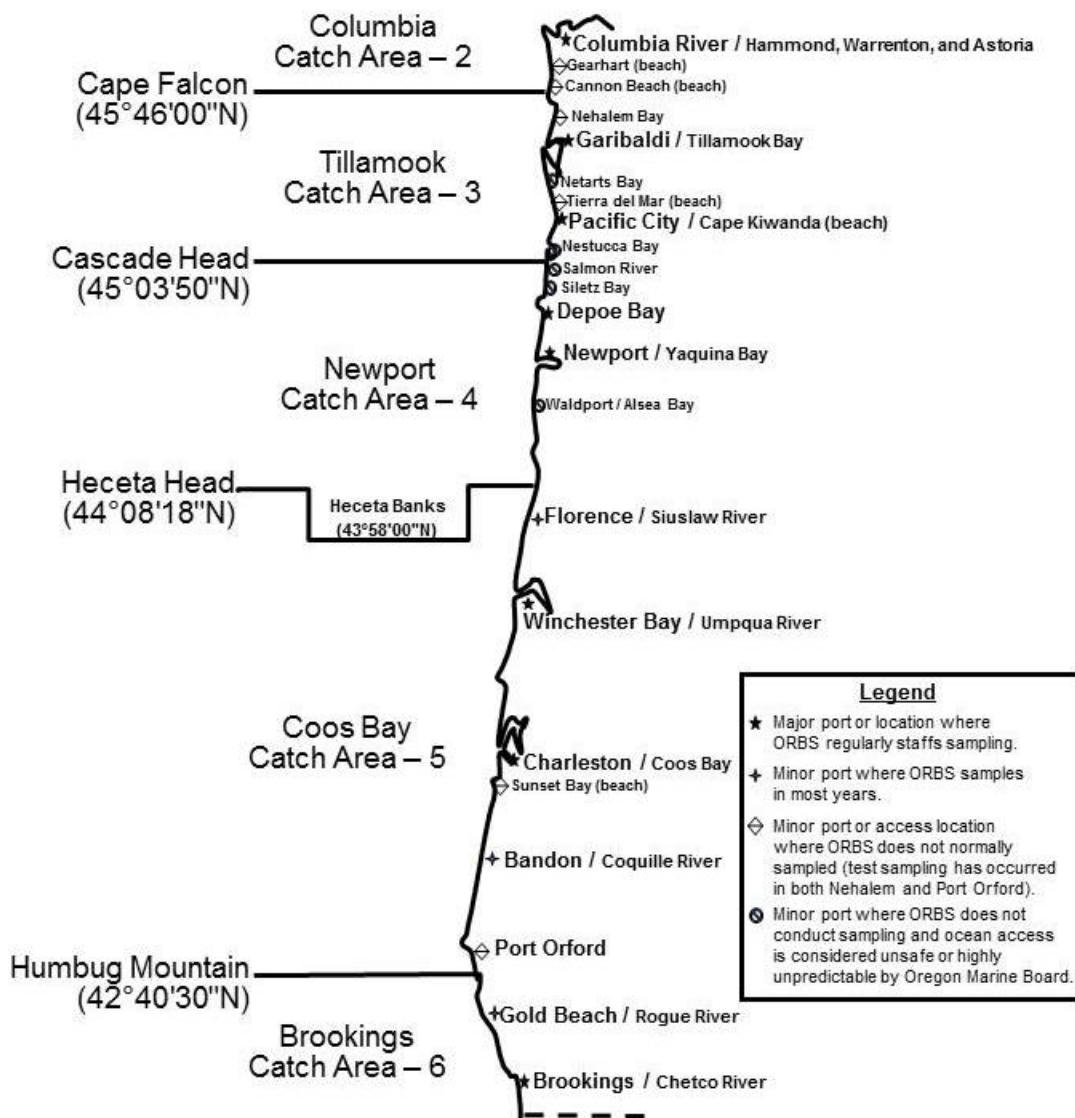 Columbia
Catch Area – 2
Columbia River / Hammond, Warrenton, and Astoria
Gearhart (beach)
Cape Falcon
(45°46'00"N)
Cannon Beach (beach)
Nehalem Bay
Garibaldi / Tillamook Bay
Tillamook
Catch Area – 3
Netarts Bay
Tierra del Mar (beach)
Pacific City / Cape Kiwanda (beach)
Nestucca Bay
Cascade Head
(45°03'50"N)
Salmon River
Siletz Bay
Depoe Bay
Newport / Yaquina Bay
Newport
Catch Area – 4
Waldport / Alsea Bay
Heceta Head
(44°08'18"N)
Heceta Banks
(43°58'00"N)
Florence / Siuslaw River
Winchester Bay / Umpqua River
Coos Bay
Catch Area – 5
Charleston / Coos Bay
Sunset Bay (beach)
Bandon / Coquille River
Port Orford
Humbug Mountain
(42°40'30"N)
Gold Beach / Rogue River
Brookings
Catch Area – 6
Brookings / Chetco River
Legend
Major port or location where
ORBS regularly staffs sampling.
Minor port where ORBS samples
in most years.
Minor port or access location
where ORBS does not normally
sampled (test sampling has occurred
in both Nehalem and Port Orford).
Minor port where ORBS does not
conduct sampling and ocean access
is considered unsafe or highly
unpredictable by Oregon Marine Board.